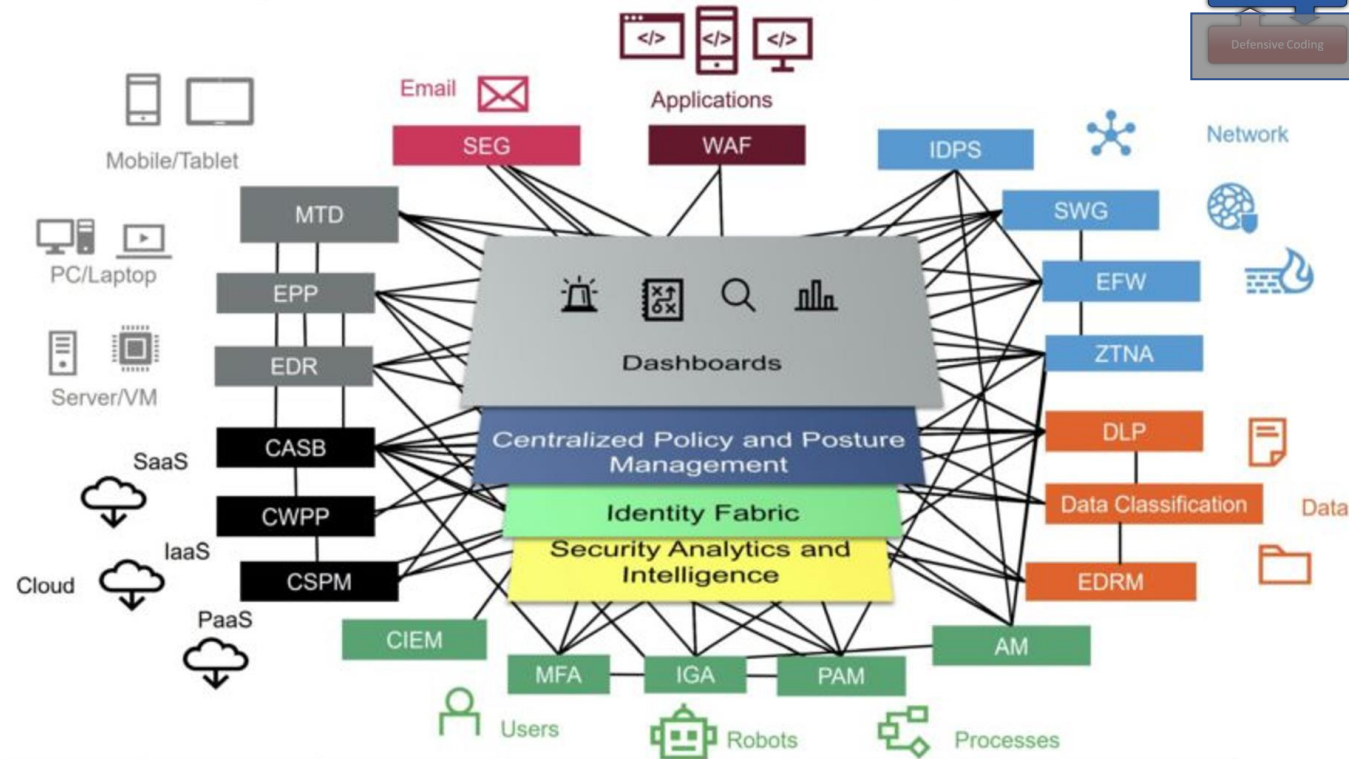 Defensive Coding
</>
</>
</>
Email
Applications
Mobile/Tablet
SEG
WAF
IDPS
Network
MTD
SWG
PC/Laptop
EPP
EFW
Dashboards
EDR
ZTNA
Server/VM
CASB
Centralized Policy and Posture
Management
DLP
SaaS
CWPP
Identity Fabric
Data Classification
Data
IaaS
Security Analytics and
Intelligence
Cloud
CSPM
EDRM
PaaS
CIEM
AM
MFA
IGA
PAM
Users
Robots
Processes